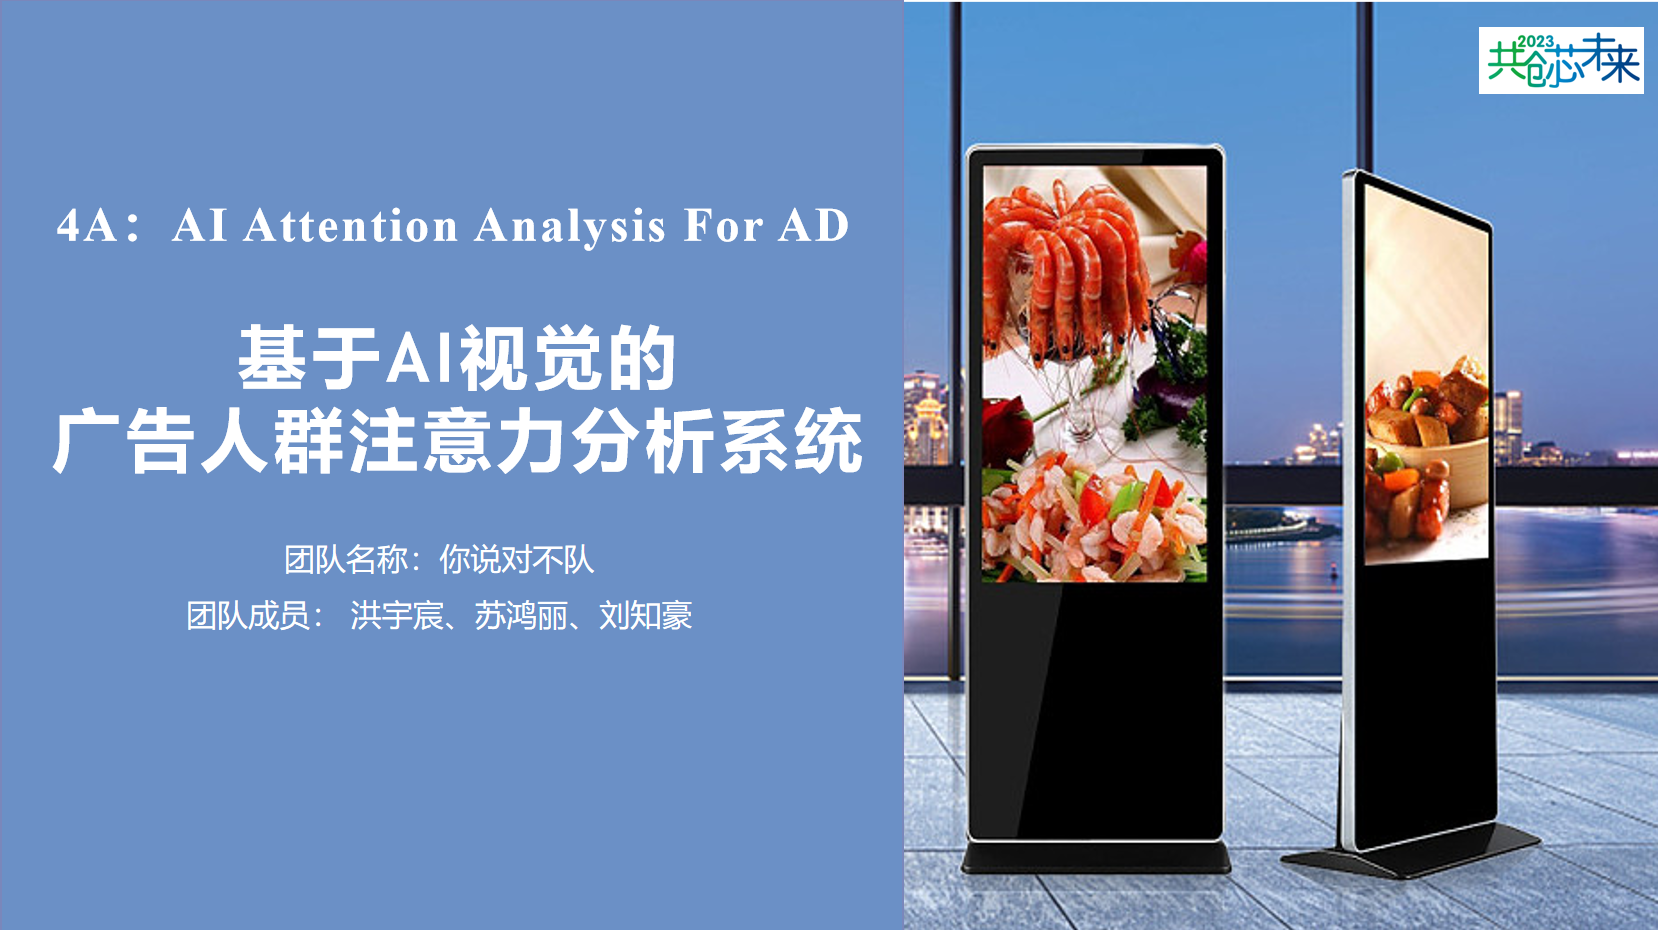 4A：AI Attention Analysis For AD
基于AI视觉的
广告人群注意力分析系统
团队名称：你说对不队
团队成员： 洪宇宸、苏鸿丽、刘知豪
2023
共创芯未来